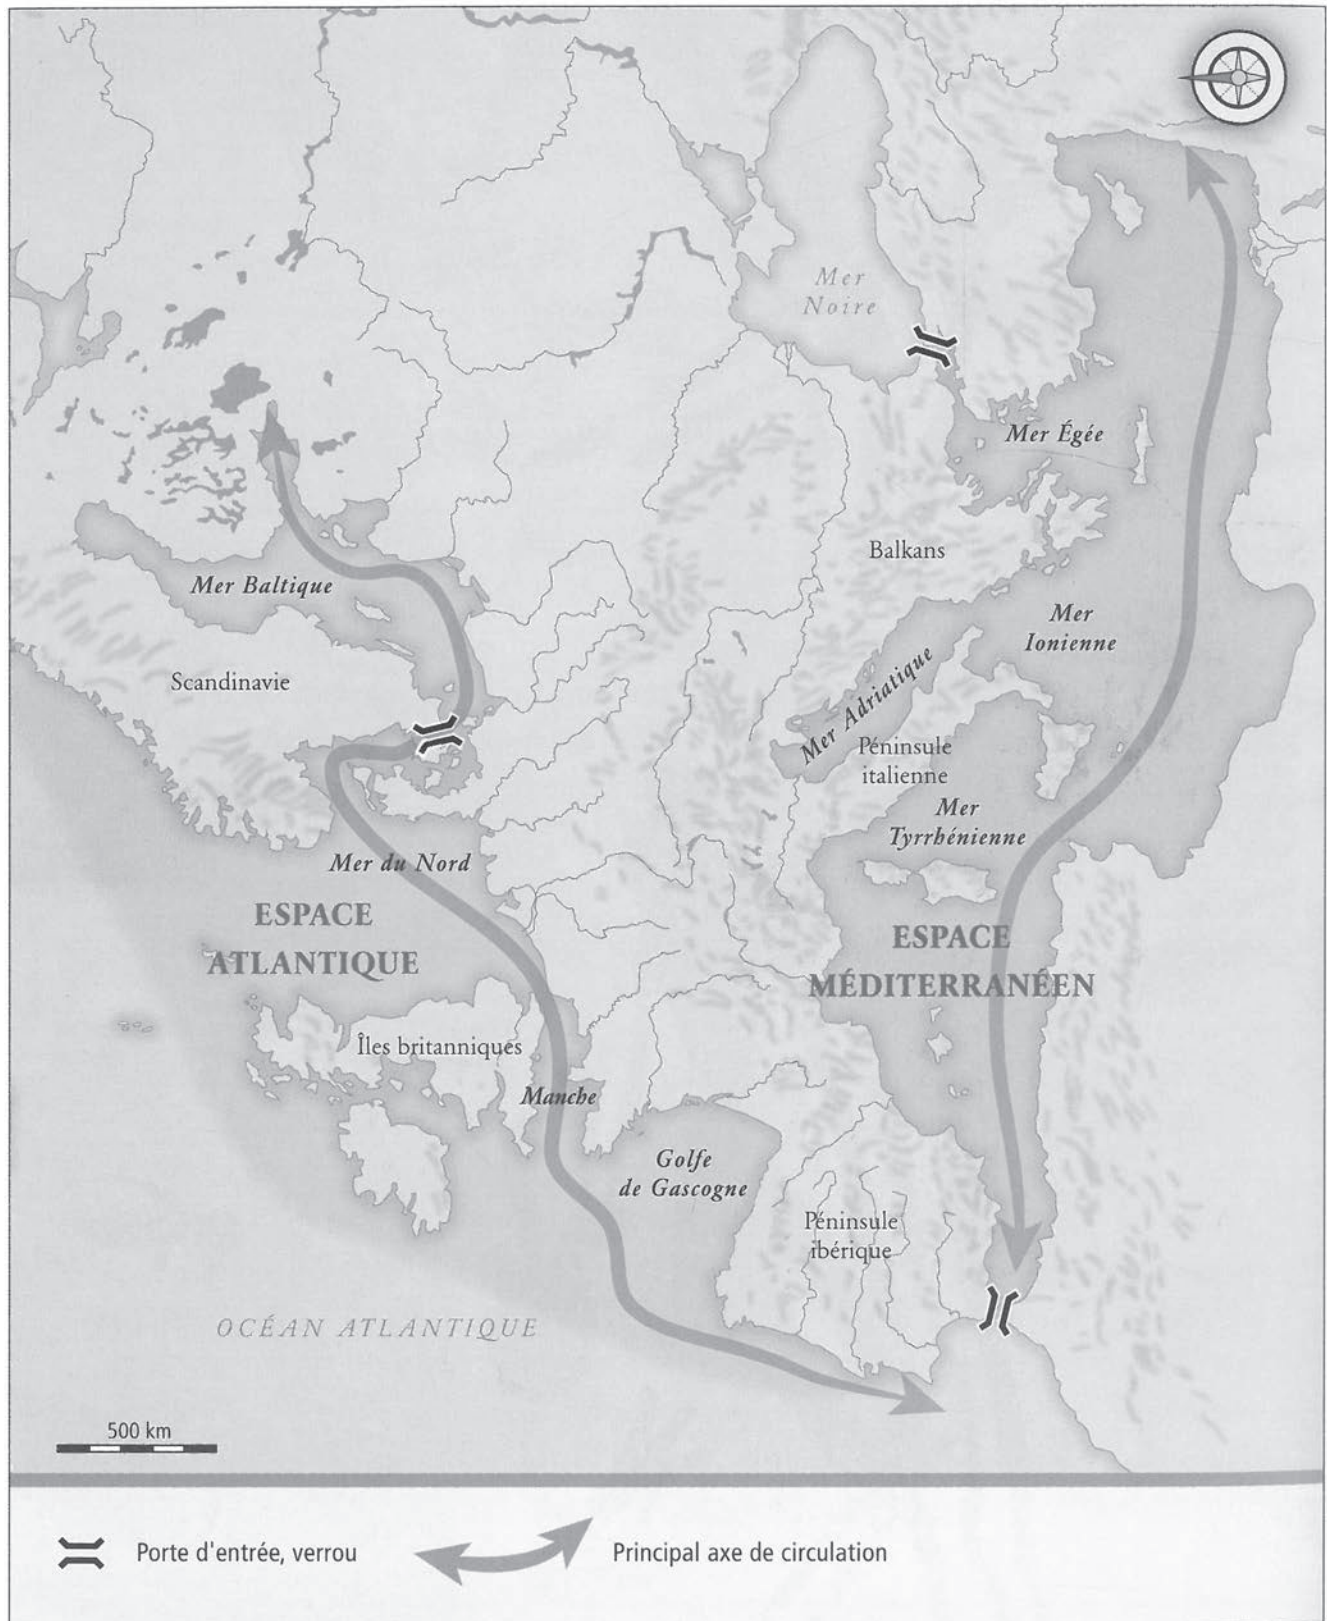 Mer
Noire
Mer Égée
Balkans
Mer Baltique
Mer
Ionienne
Scandinavie
Mer Adriatique
Péninsule
italienne
Mer
Tyrrhénienne
Mer du Nord
ESPACE
ATLANTIQUE
ESPACE
MÉDITERRANÉEN
Îles britanniques
Manche
Golfe
de Gascogne
Péninsule
ibérique
OCÉAN ATLANTIQUE
500 km
Porte d'entrée, verrou
Principal axe de circulation